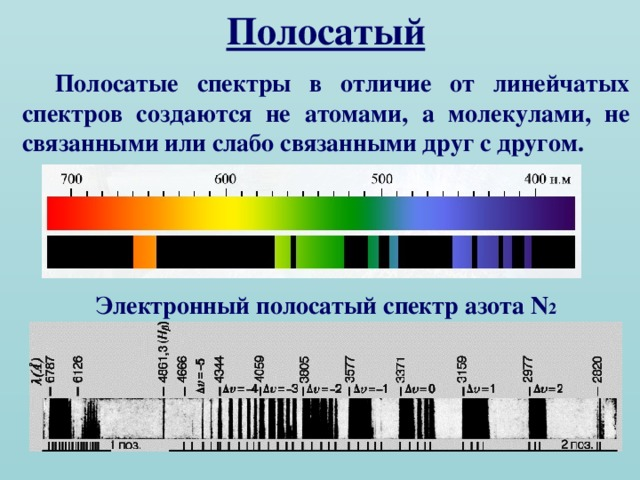 Полосатый
Полосатые спектры в отличие от линейчатых
спектров создаются не атомами, а молекулами, не
связанными или слабо связанными друг с другом.
700 600 500 400 н.м
Электронный полосатый спектр азота N2
λ(Å) 6787 6126 4861,3 (Hβ) 4666 Δυ=–5 4344 Δυ=–4 4059 Δυ=–3 3805 Δυ=–2 3577 Δυ=–1 3371 Δυ=0 3159 Δυ=1 2977 Δυ=2 2820
1 поз. 2 поз.